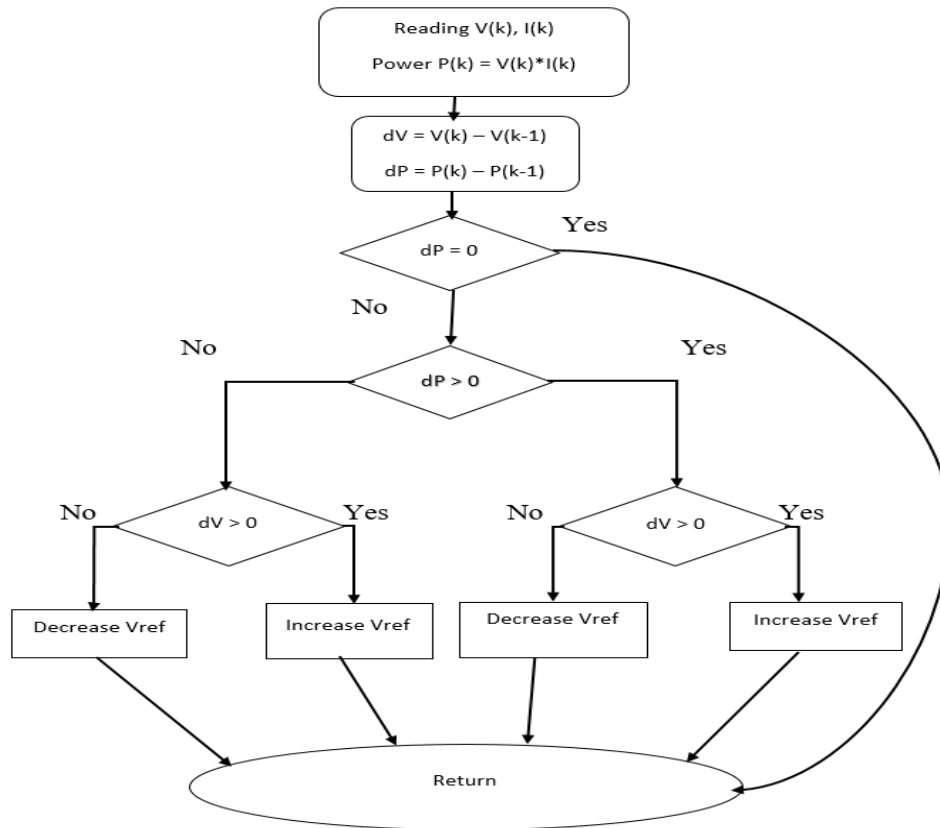 Reading V(k), I(k)
Power P(k) = V(k)*I(k)
dV = V(k) – V(k-1)
dP = P(k) – P(k-1)
Yes
dP = 0
No
No
Yes
dP > 0
No
dV > 0
Yes
No
dV > 0
Yes
Decrease Vref
Increase Vref
Decrease Vref
Increase Vref
Return